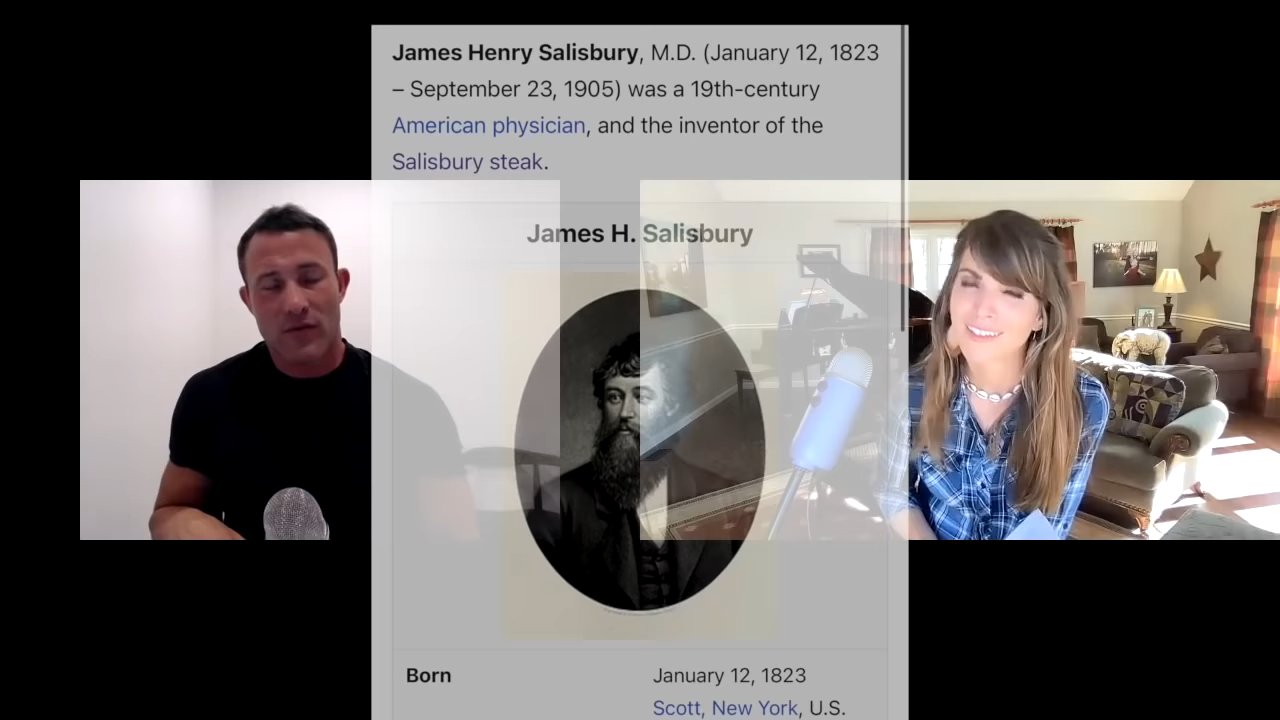 James Henry Salisbury, M.D. (January 12, 1823
– September 23, 1905) was a 19th-century
American physician, and the inventor of the
Salisbury steak.
James H. Salisbury
Born January 12, 1823
Scott, New York, U.S.